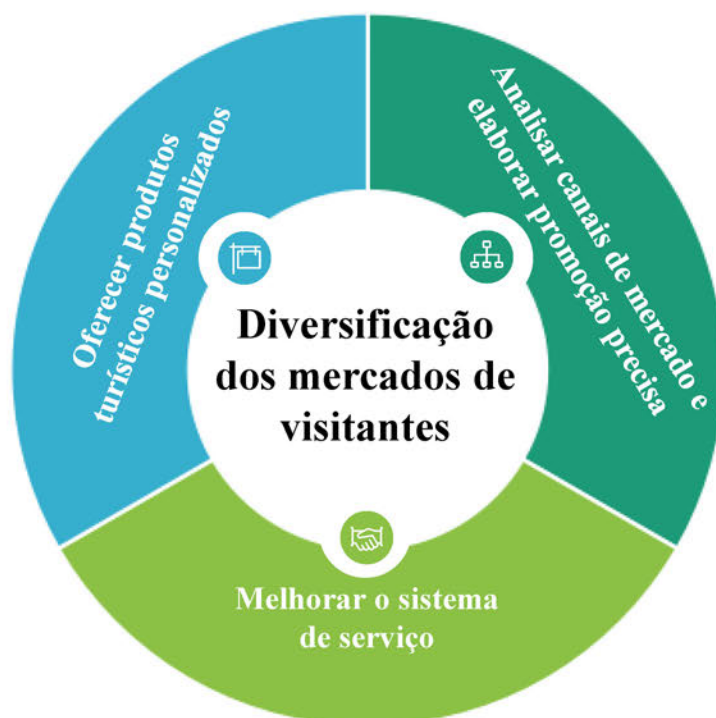 Oferecer produtos
turísticos personalizados
Analisar canais de mercado e
elaborar promoção precisa
Diversificação
dos mercados de
visitantes
Melhorar o sistema
de serviço